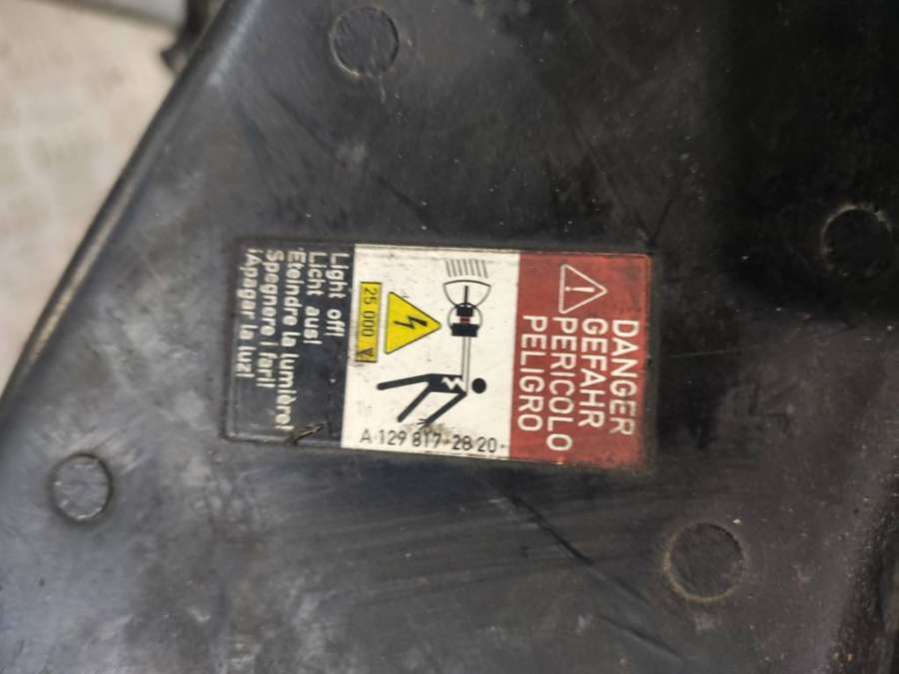 DANGER
GEFAHR
PERICOLO
PELIGRO
25 000 V
A 129 817 28 20
Light off!
Licht aus!
Eteindre la lumière!
Spegnere i fari!
¡Apagar la luz!